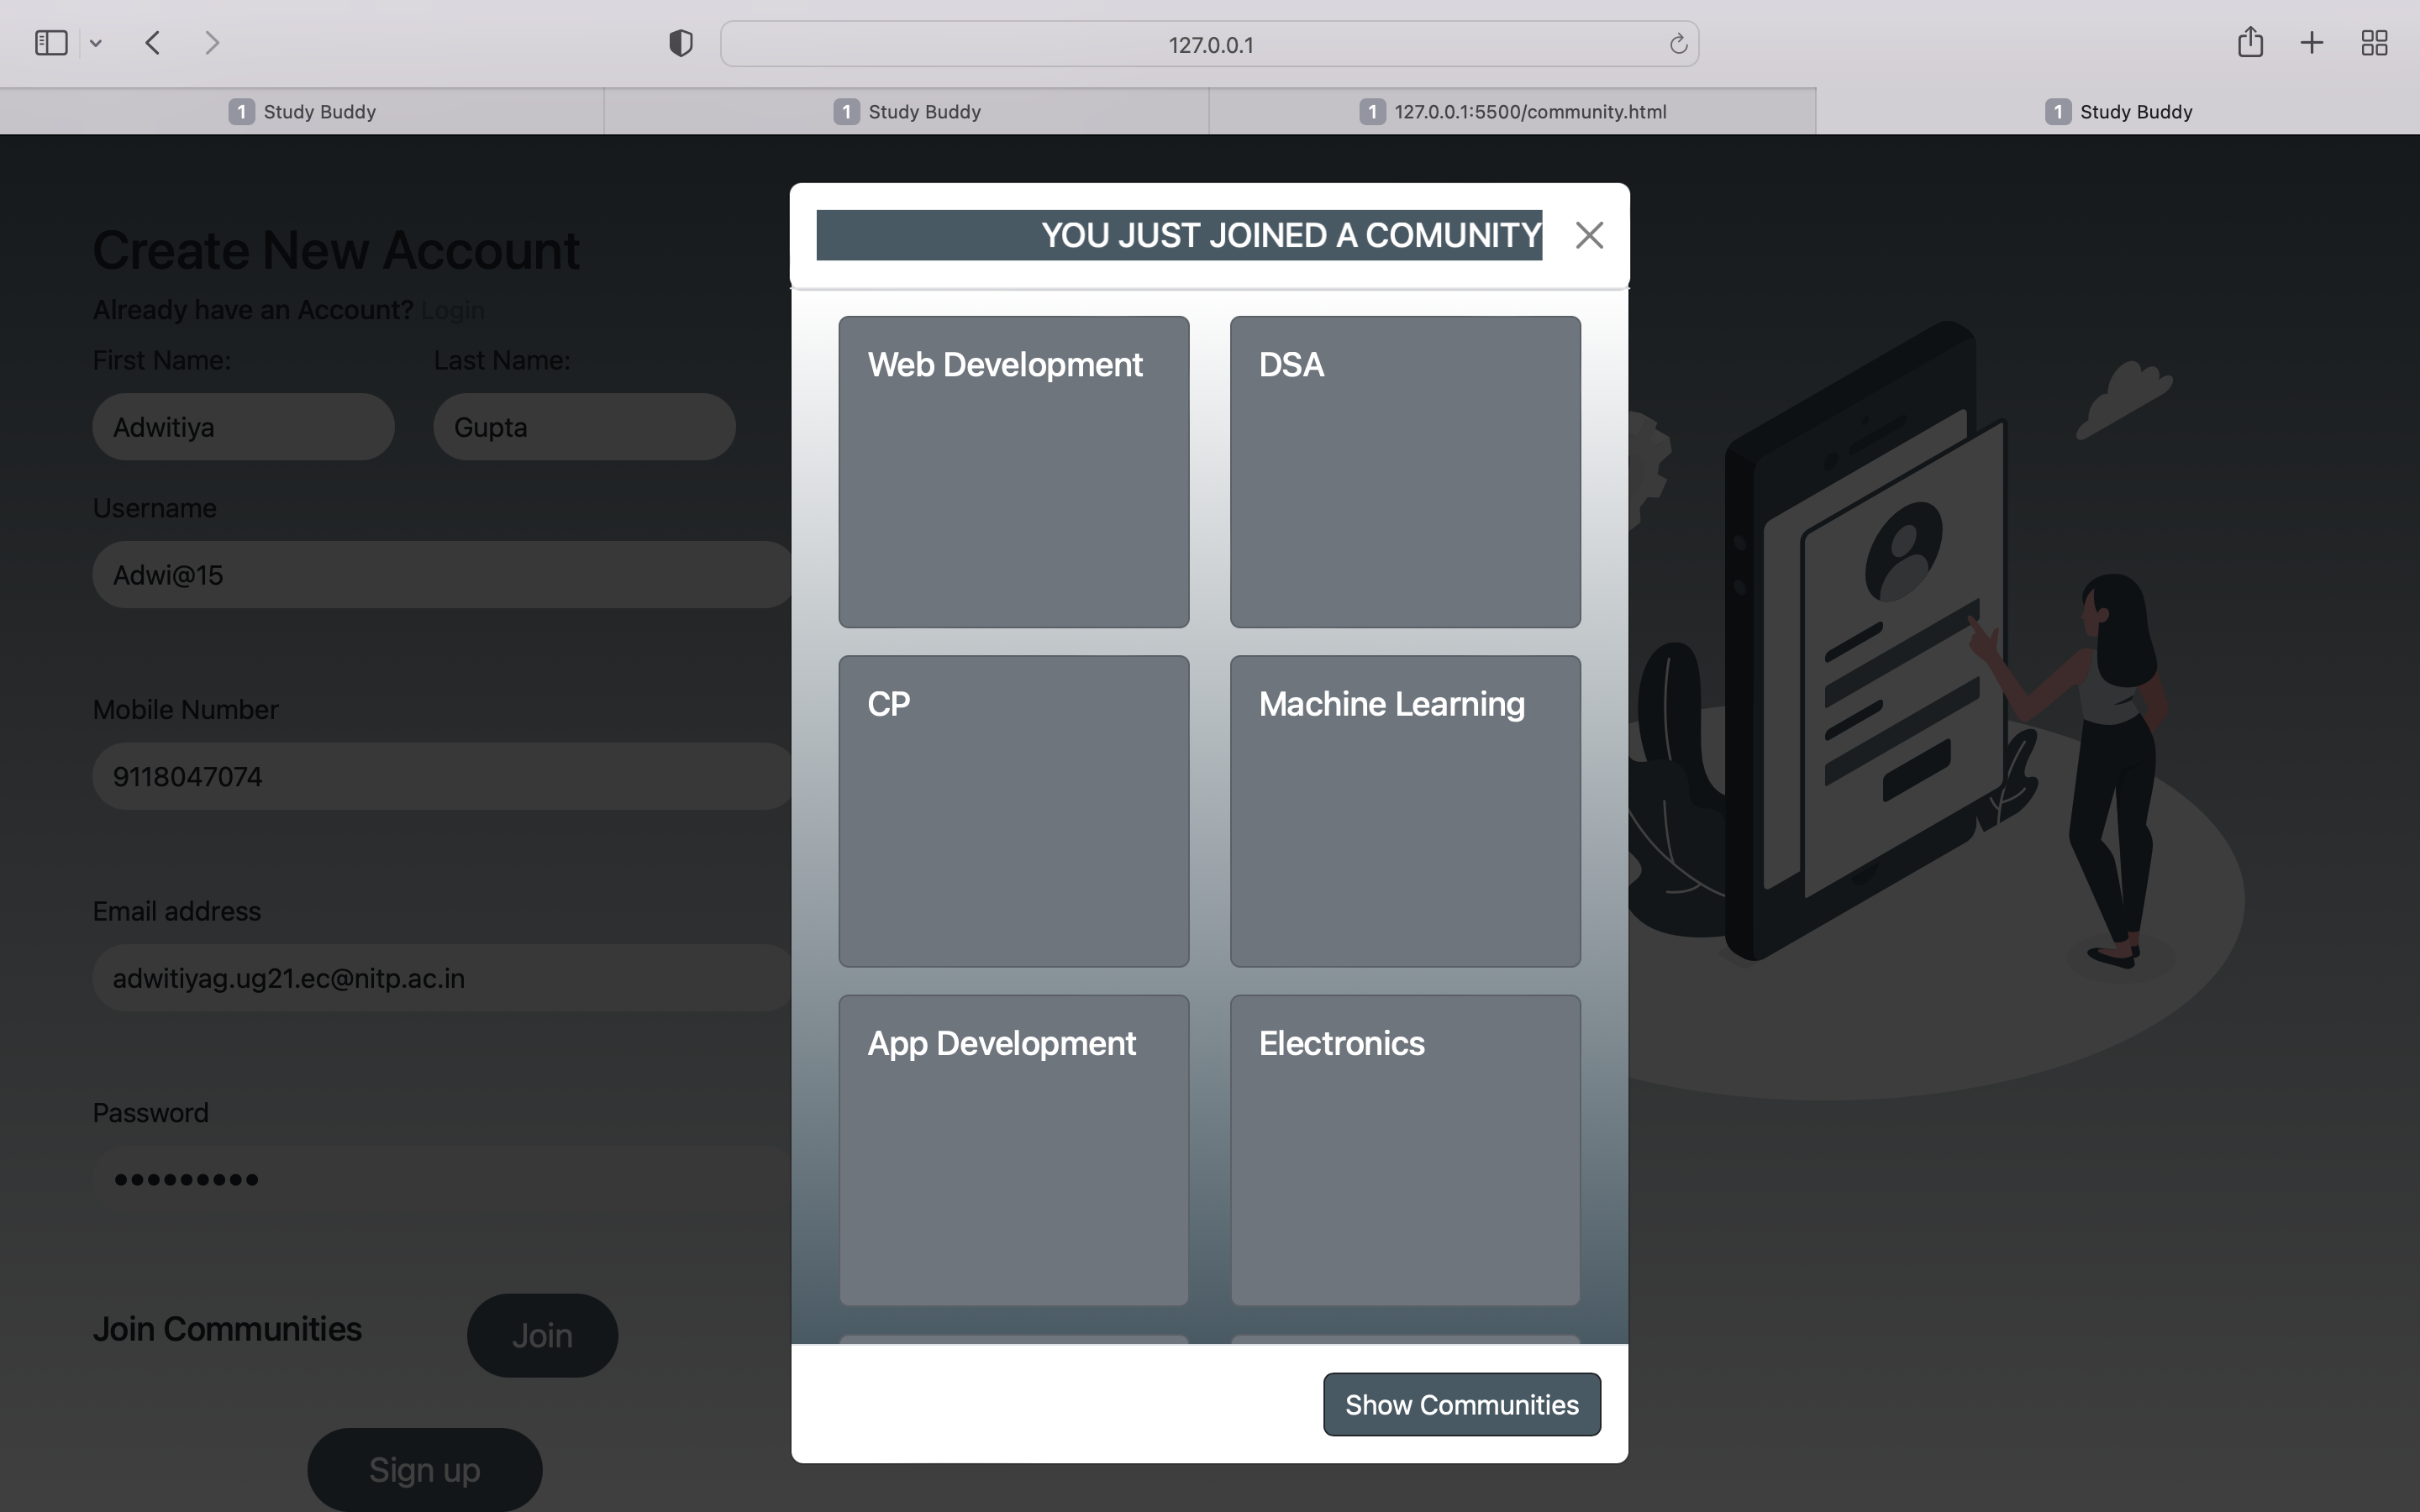 127.0.0.1
1 Study Buddy
1 Study Buddy
1 127.0.0.1:5500/community.html
1 Study Buddy
Create New Account
Already have an Account? Login
First Name:
Last Name:
Adwitiya
Gupta
Username
Adwi@15
Mobile Number
9118047074
Email address
adwitiyag.ug21.ec@nitp.ac.in
Password
Join Communities
Join
Sign up
YOU JUST JOINED A COMUNITY
Web Development
DSA
CP
Machine Learning
App Development
Electronics
Show Communities